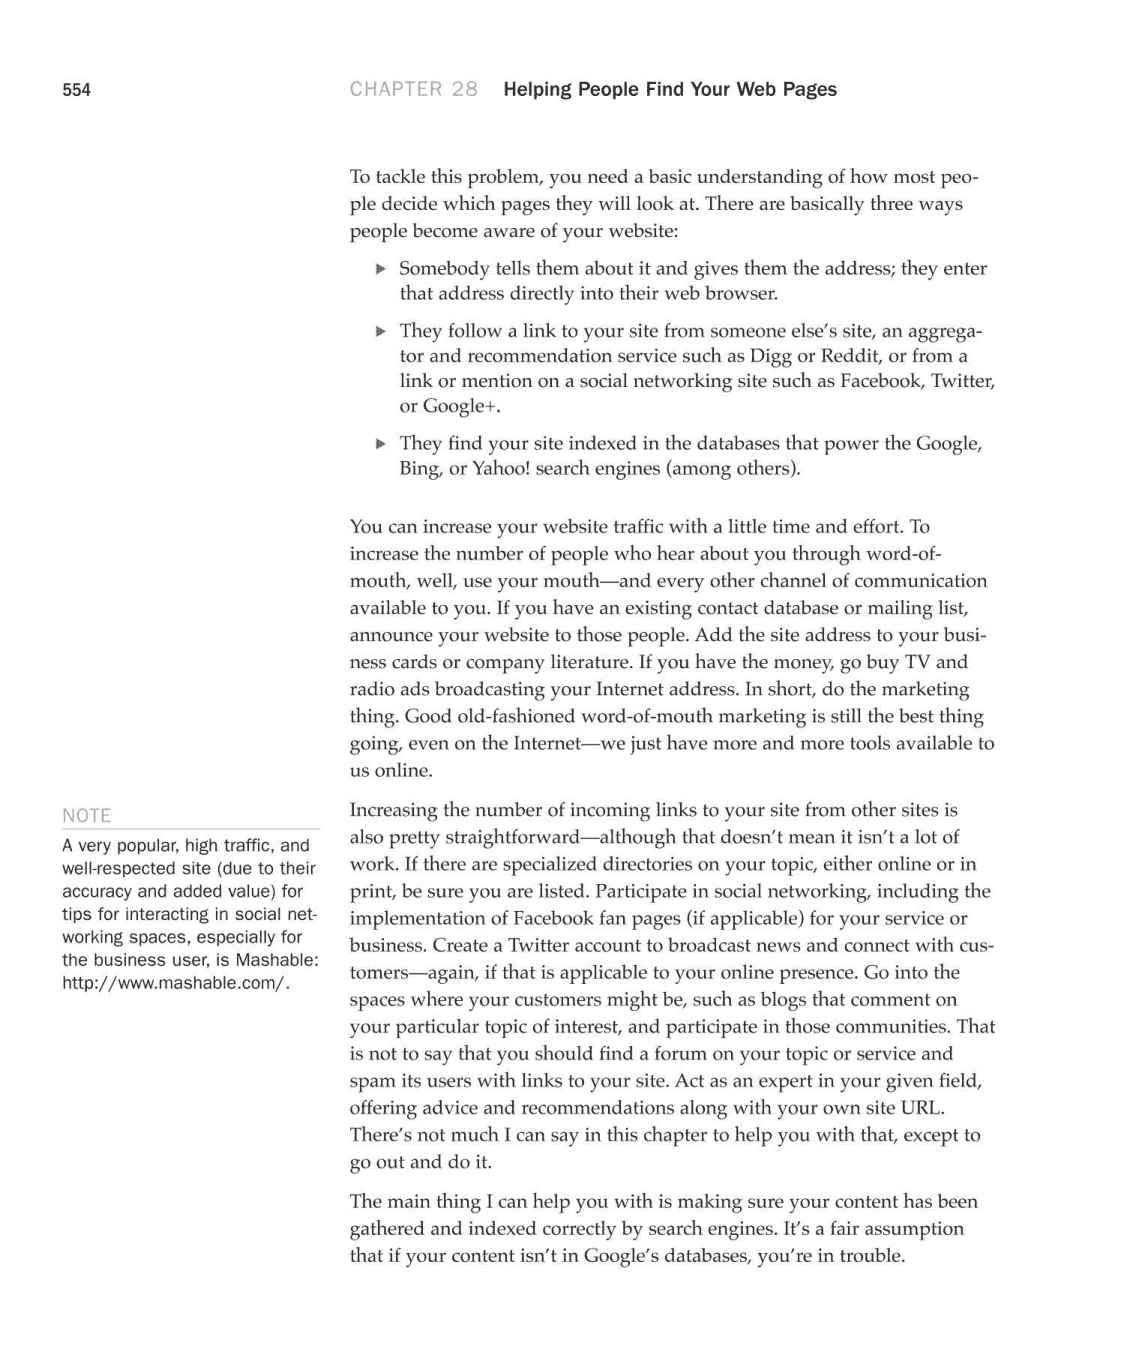 554
CHAPTER 28 Helping People Find Your Web Pages
To tackle this problem, you need a basic understanding of how most peo-
ple decide which pages they will look at. There are basically three ways
people become aware of your website:
▶ Somebody tells them about it and gives them the address; they enter
that address directly into their web browser.
▶ They follow a link to your site from someone else’s site, an aggrega-
tor and recommendation service such as Digg or Reddit, or from a
link or mention on a social networking site such as Facebook, Twitter,
or Google+.
▶ They find your site indexed in the databases that power the Google,
Bing, or Yahoo! search engines (among others).
You can increase your website traffic with a little time and effort. To
increase the number of people who hear about you through word-of-
mouth, well, use your mouth—and every other channel of communication
available to you. If you have an existing contact database or mailing list,
announce your website to those people. Add the site address to your busi-
ness cards or company literature. If you have the money, go buy TV and
radio ads broadcasting your Internet address. In short, do the marketing
thing. Good old-fashioned word-of-mouth marketing is still the best thing
going, even on the Internet—we just have more and more tools available to
us online.
NOTE
A very popular, high traffic, and
well-respected site (due to their
accuracy and added value) for
tips for interacting in social net-
working spaces, especially for
the business user, is Mashable:
http://www.mashable.com/.
Increasing the number of incoming links to your site from other sites is
also pretty straightforward—although that doesn’t mean it isn’t a lot of
work. If there are specialized directories on your topic, either online or in
print, be sure you are listed. Participate in social networking, including the
implementation of Facebook fan pages (if applicable) for your service or
business. Create a Twitter account to broadcast news and connect with cus-
tomers—again, if that is applicable to your online presence. Go into the
spaces where your customers might be, such as blogs that comment on
your particular topic of interest, and participate in those communities. That
is not to say that you should find a forum on your topic or service and
spam its users with links to your site. Act as an expert in your given field,
offering advice and recommendations along with your own site URL.
There’s not much I can say in this chapter to help you with that, except to
go out and do it.
The main thing I can help you with is making sure your content has been
gathered and indexed correctly by search engines. It’s a fair assumption
that if your content isn’t in Google’s databases, you’re in trouble.